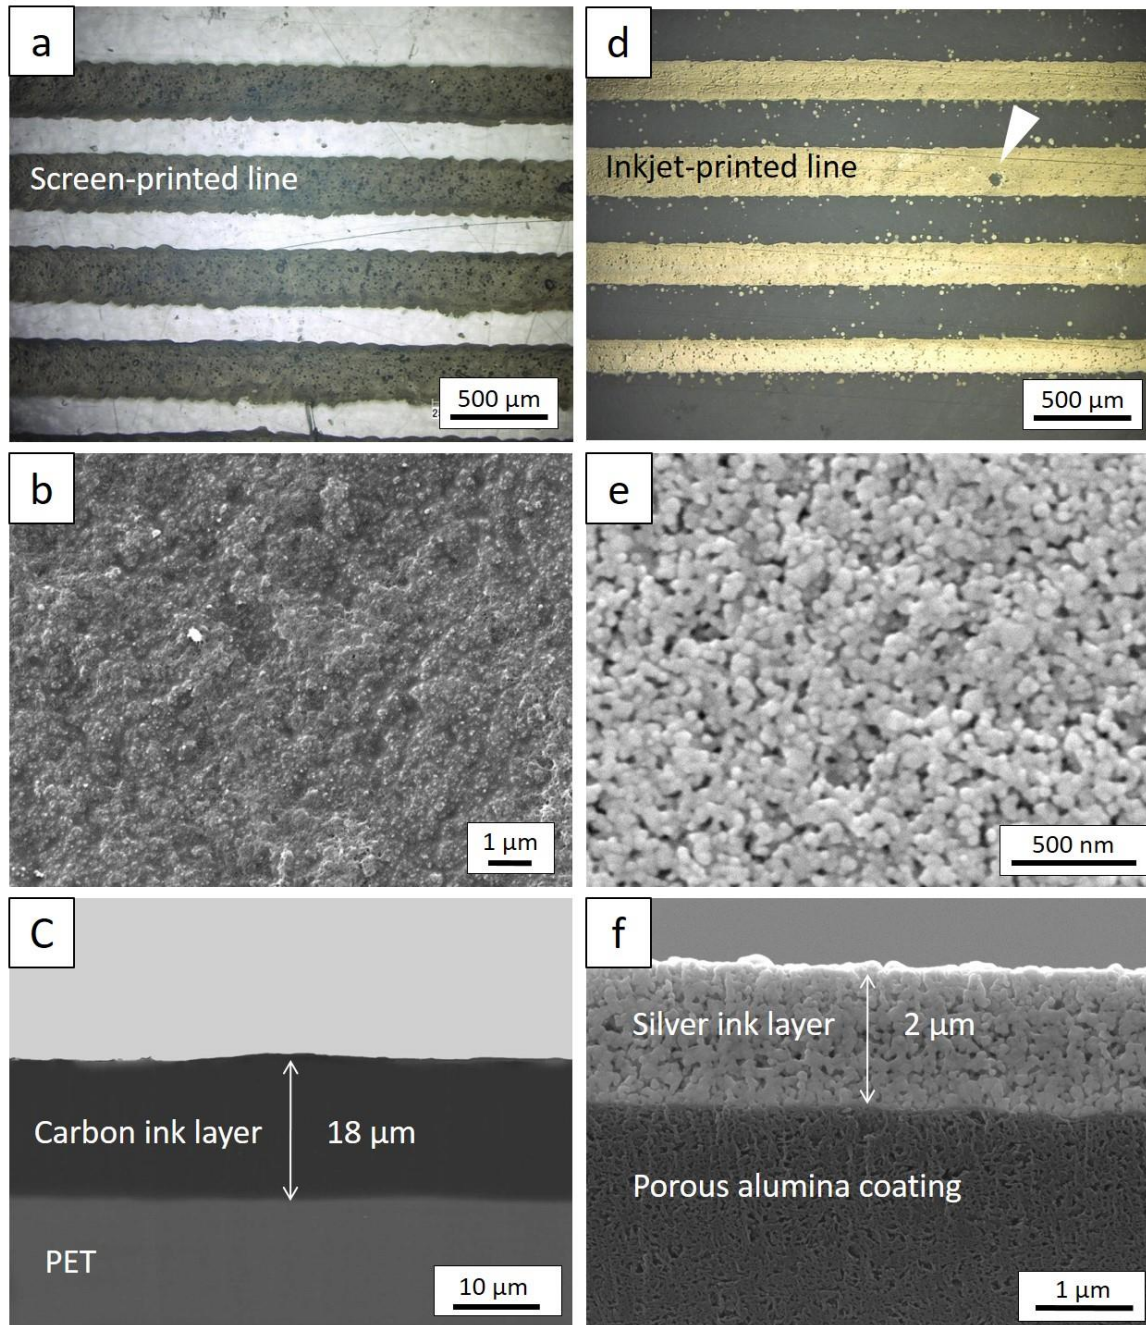 a
Screen-printed line
500 µm
d
Inkjet-printed line
500 µm
b
1 µm
e
500 nm
C
Carbon ink layer
18 µm
PET
10 µm
f
Silver ink layer
2 µm
Porous alumina coating
1 µm